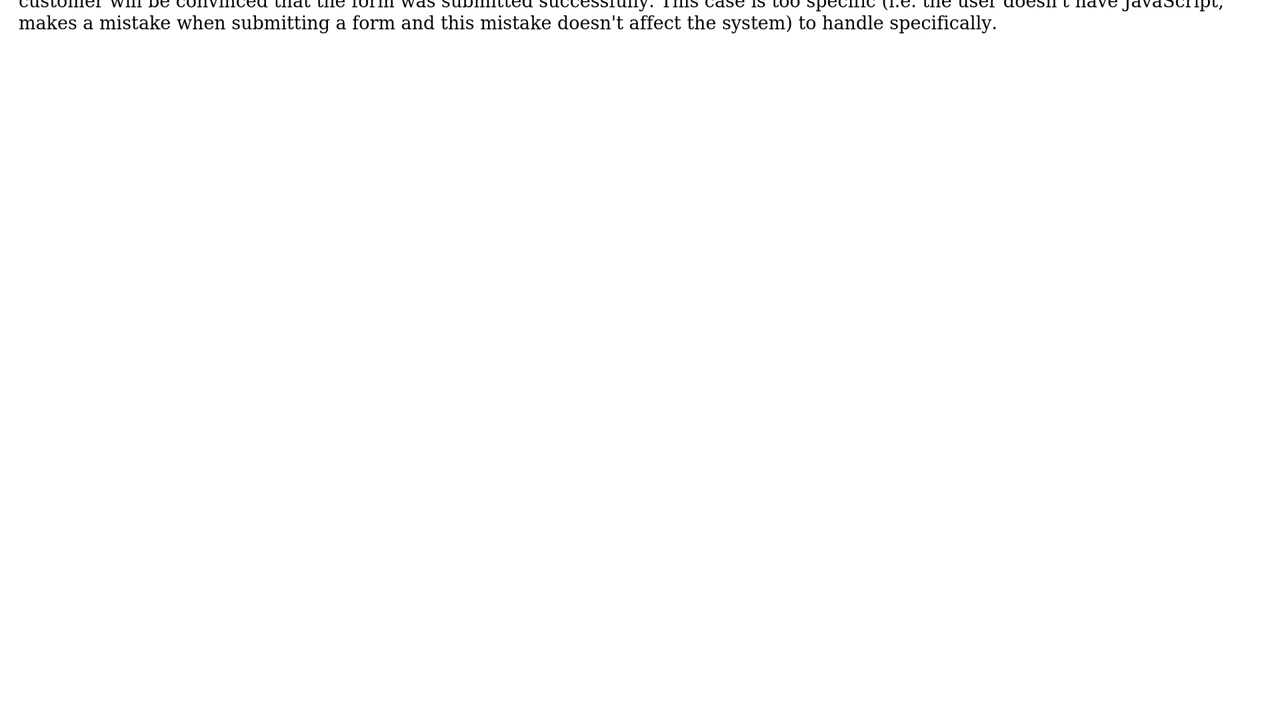 customer will be convinced that the form was submitted successfully. This case is too specific (i.e. the user doesn't have JavaScript,
makes a mistake when submitting a form and this mistake doesn't affect the system) to handle specifically.